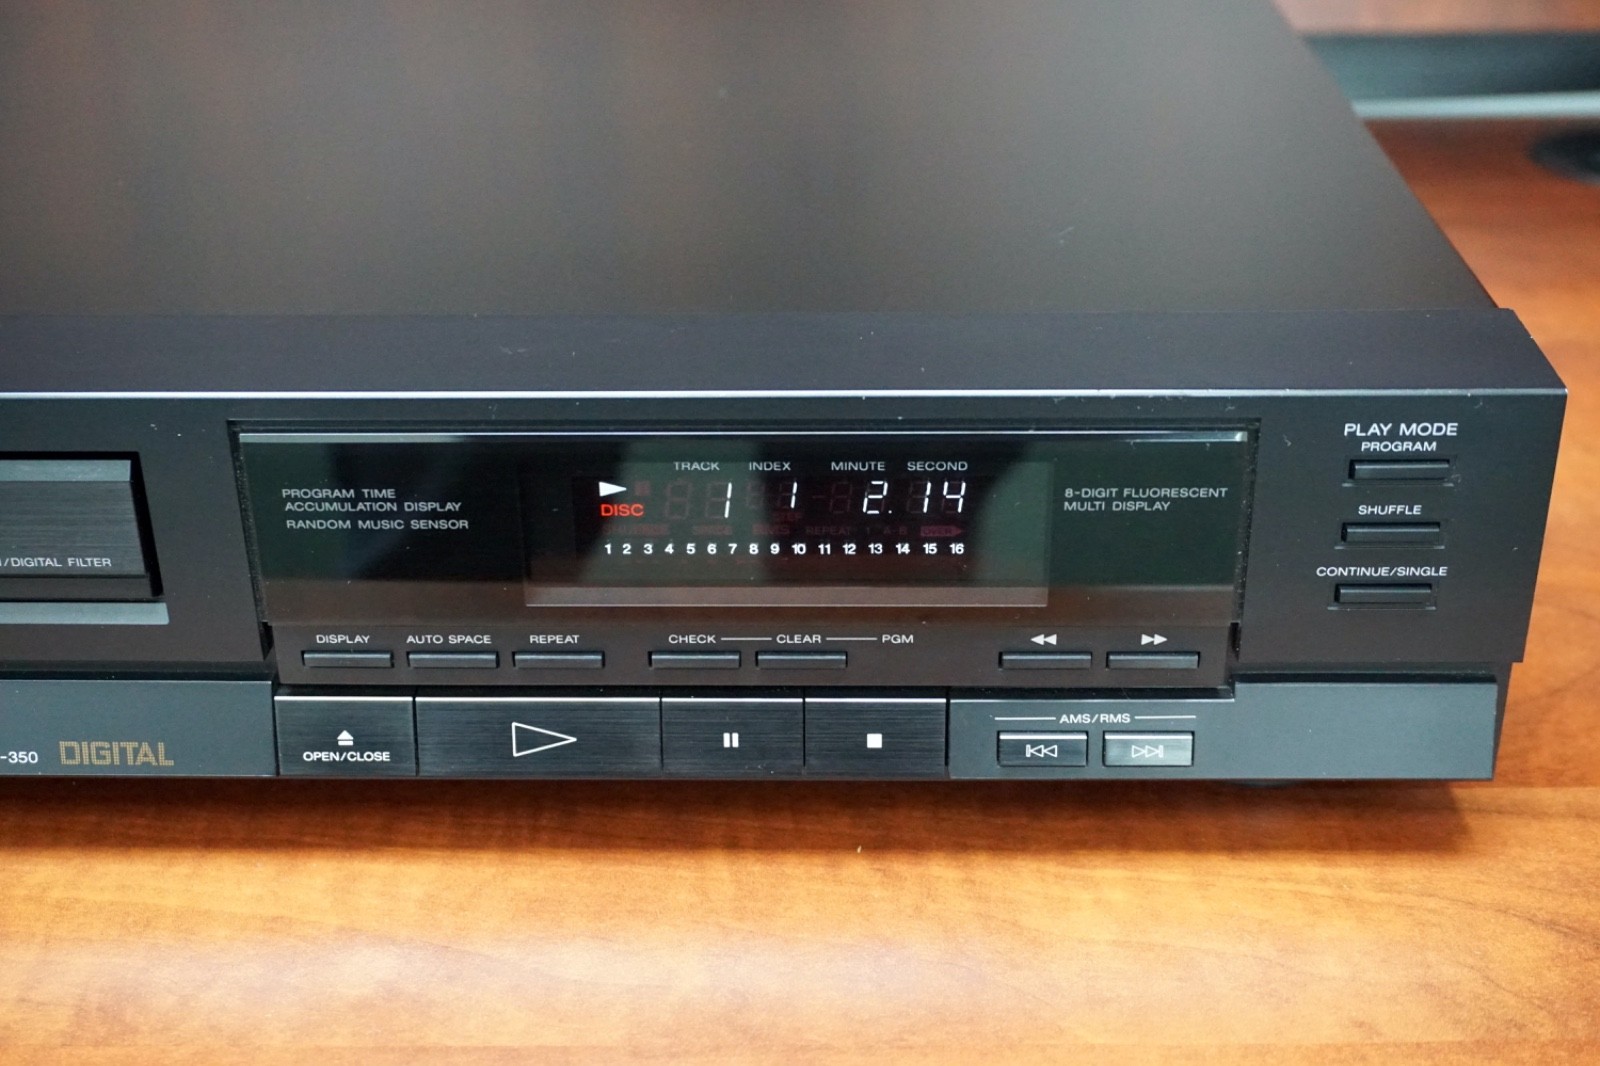 TRACK INDEX MINUTE SECOND
1 1 2. 14
DISC
REPEAT
1 2 3 4 5 6 7 8 9 10 11 12 13 14 15 16
PROGRAM TIME
ACCUMULATION DISPLAY
RANDOM MUSIC SENSOR
8-DIGIT FLUORESCENT
MULTI DISPLAY
PLAY MODE
PROGRAM
SHUFFLE
CONTINUE/SINGLE
/DIGITAL FILTER
DISPLAY AUTO SPACE REPEAT CHECK CLEAR PGM
-350 DIGITAL
OPEN/CLOSE
AMS/RMS